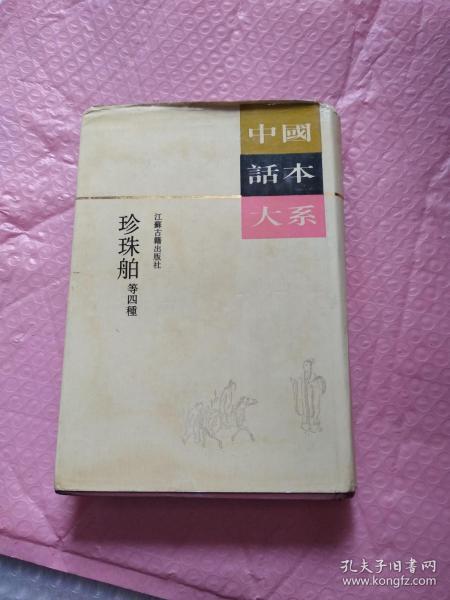 中國
話本
大系
江蘇古籍出版社
珍珠舶等四種
孔夫子旧书网
www.kongfz.com